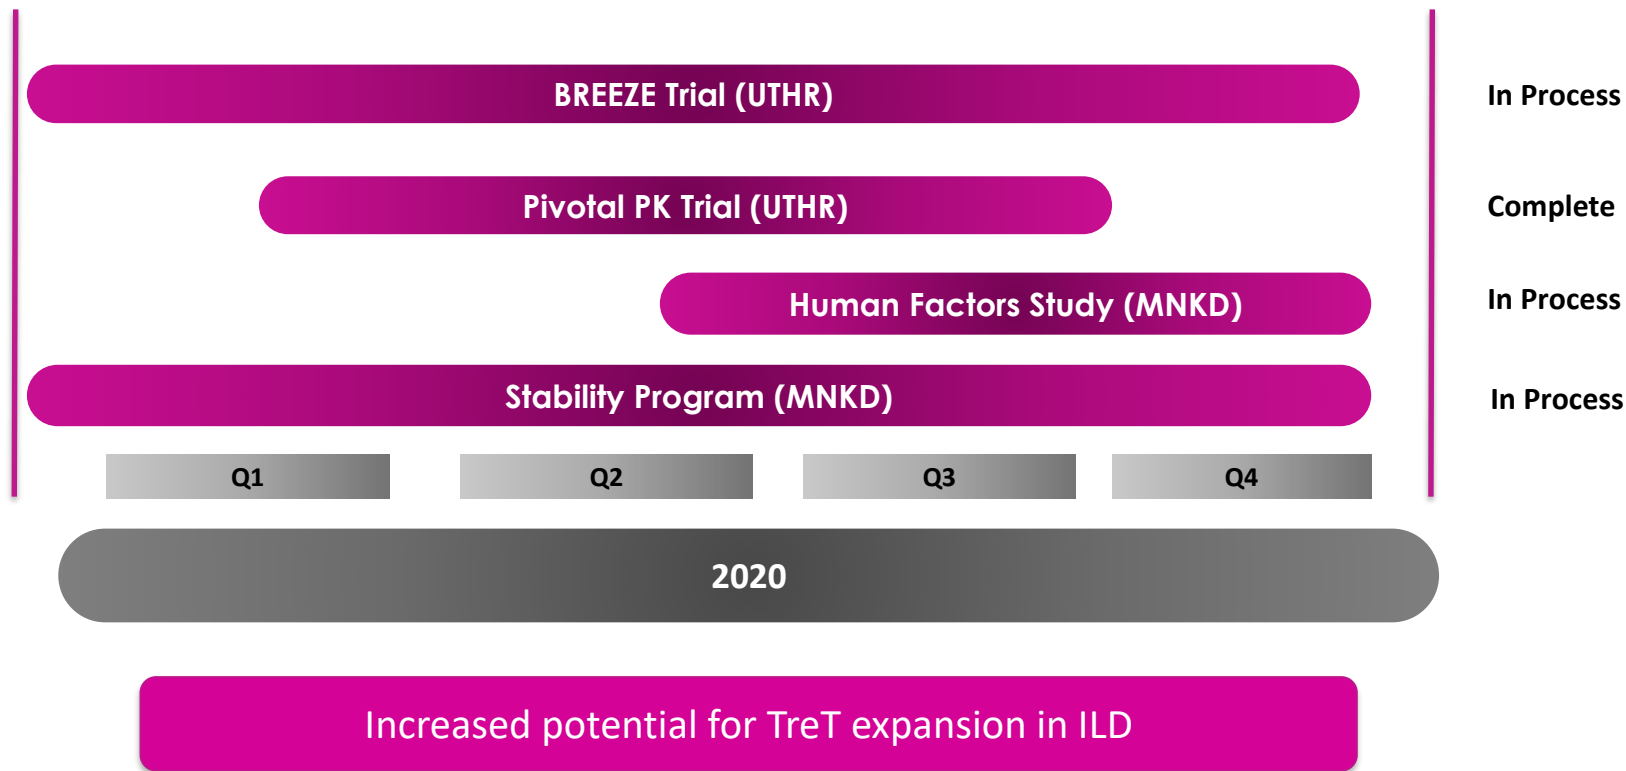 BREEZE Trial (UTHR)
In Process
Pivotal PK Trial (UTHR)
Complete
Human Factors Study (MNKD)
In Process
Stability Program (MNKD)
In Process
Q1
Q2
Q3
Q4
2020
Increased potential for TreT expansion in ILD